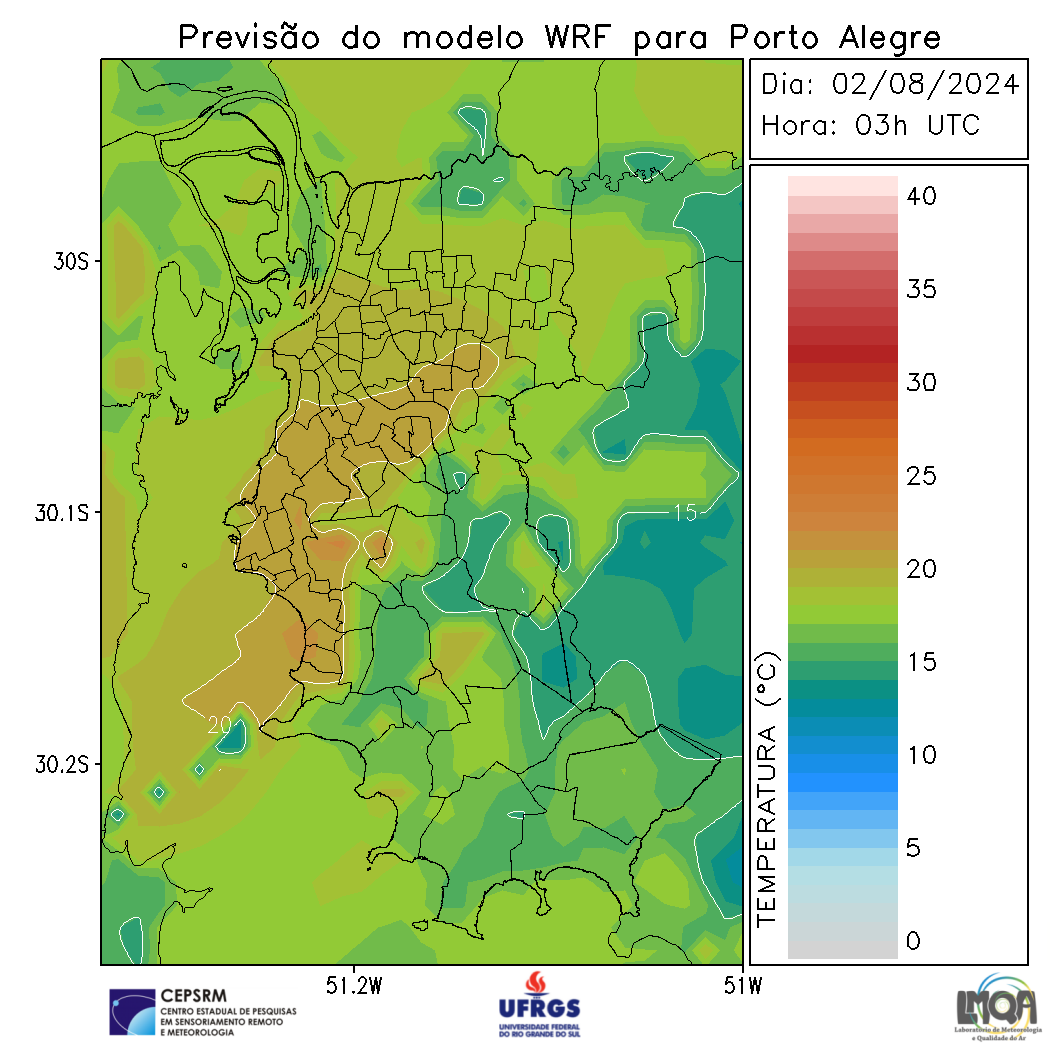 Previsão do modelo WRF para Porto Alegre
Dia: 02/08/2024
Hora: 03h UTC
40
35
30
25
20
15
10
5
0
TEMPERATURA (°C)
30S
30.1S
30.2S
15
20
51.2W
51W
CEPSRM
CENTRO ESTADUAL DE PESQUISAS
EM SENSORIAMENTO REMOTO
E METEOROLOGIA
UFRGS
UNIVERSIDADE FEDERAL
DO RIO GRANDE DO SUL
LMQA
Laboratório de Meteorologia
e Qualidade do Ar